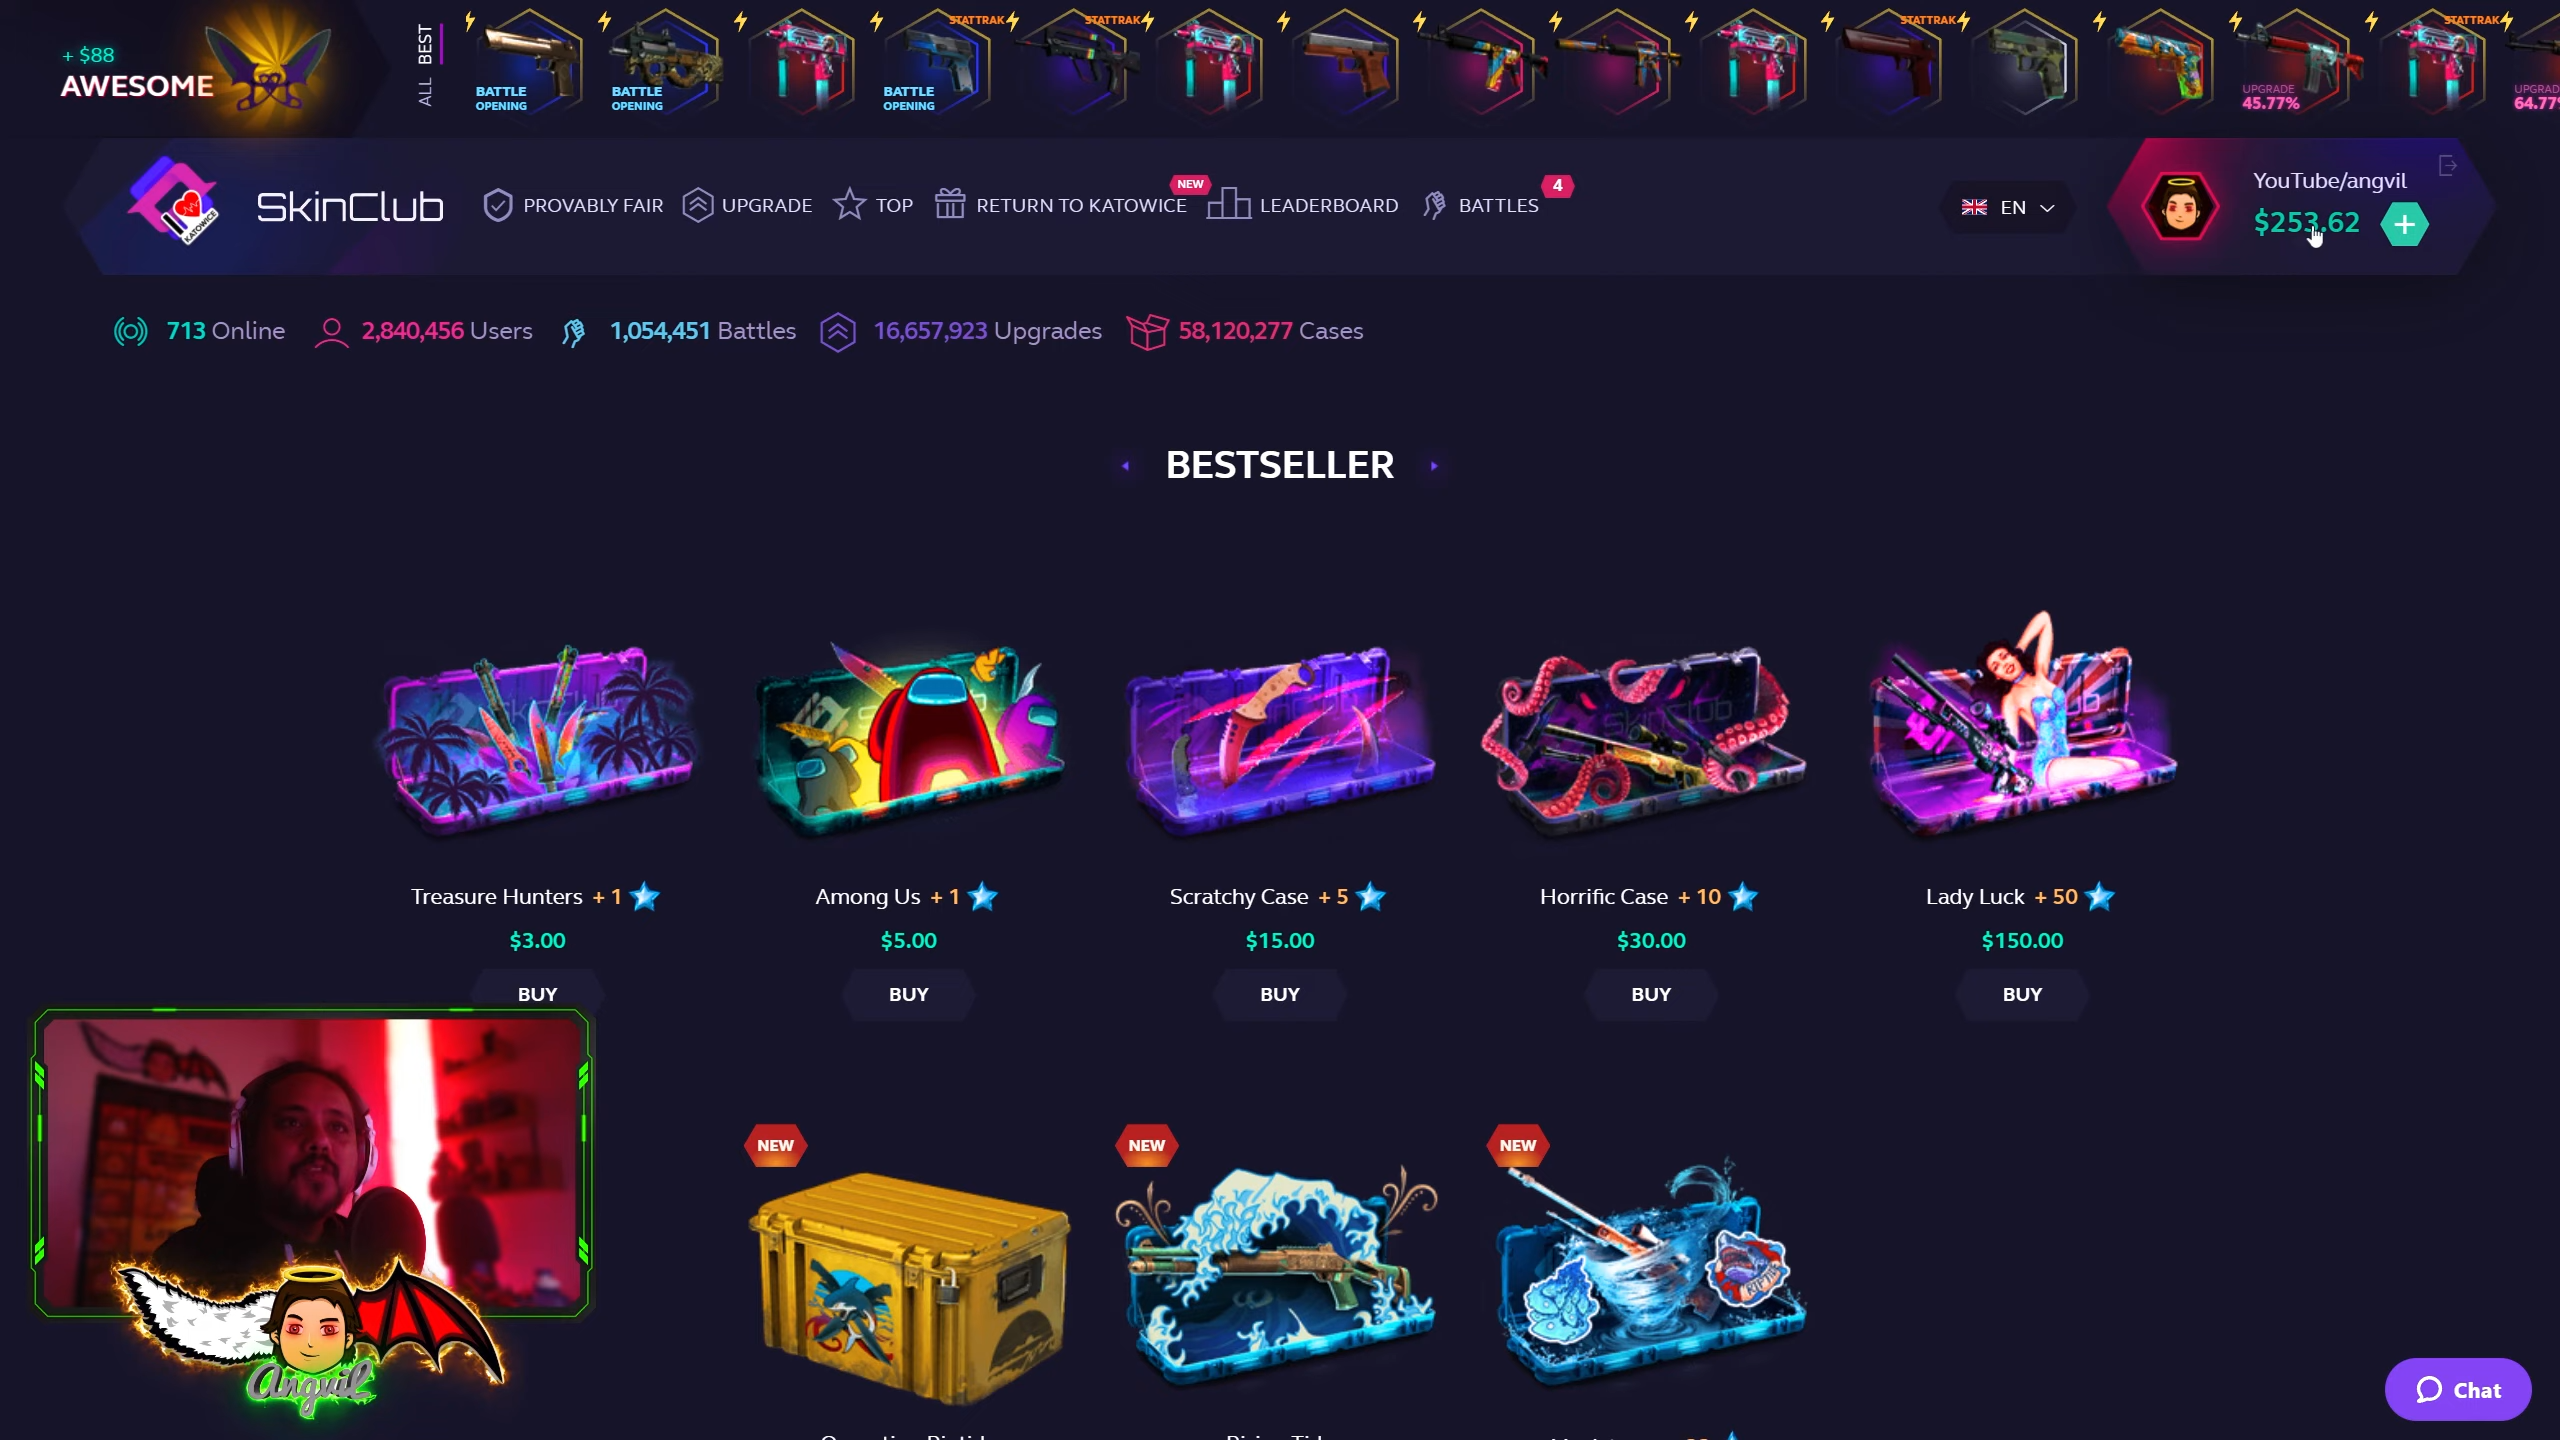 + $88
AWESOME
ALL BEST
BATTLE
OPENING
BATTLE
OPENING
STATTRAK
BATTLE
OPENING
STATTRAK
STATTRAK
UPGRADE
45.77%
STATTRAK
SkinClub
KATOWICE
PROVABLY FAIR
UPGRADE
TOP
RETURN TO KATOWICE
NEW
LEADERBOARD
BATTLES
4
EN
YouTube/angvil
$253.62
713 Online
2,840,456 Users
1,054,451 Battles
16,657,923 Upgrades
58,120,277 Cases
BESTSELLER
Treasure Hunters + 1
Among Us + 1
Scratchy Case + 5
Horrific Case + 10
Lady Luck + 50
$3.00
$5.00
$15.00
$30.00
$150.00
BUY
BUY
BUY
BUY
BUY
NEW
NEW
NEW
Angvil
Chat